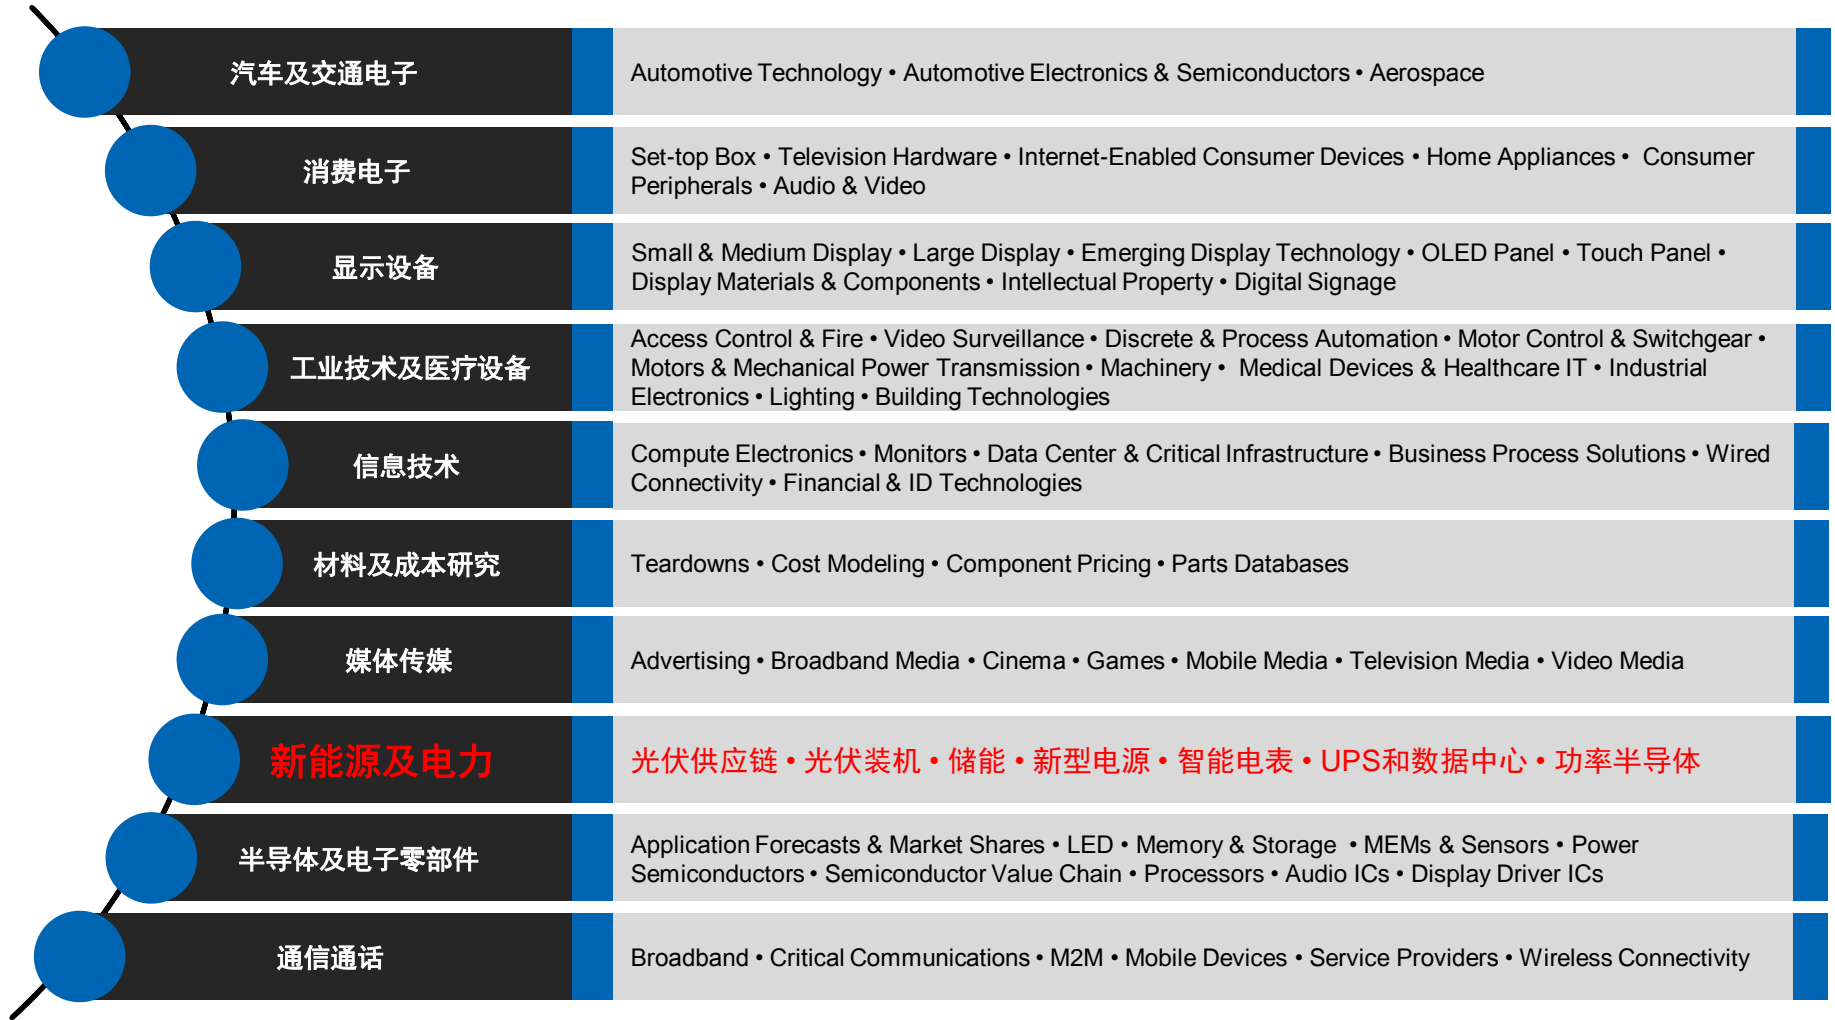 汽车及交通电子
Automotive Technology • Automotive Electronics & Semiconductors • Aerospace
消费电子
Set-top Box • Television Hardware • Internet-Enabled Consumer Devices • Home Appliances • Consumer
Peripherals • Audio & Video
显示设备
Small & Medium Display • Large Display • Emerging Display Technology • OLED Panel • Touch Panel •
Display Materials & Components • Intellectual Property • Digital Signage
工业技术及医疗设备
Access Control & Fire • Video Surveillance • Discrete & Process Automation • Motor Control & Switchgear •
Motors & Mechanical Power Transmission • Machinery • Medical Devices & Healthcare IT • Industrial
Electronics • Lighting • Building Technologies
信息技术
Compute Electronics • Monitors • Data Center & Critical Infrastructure • Business Process Solutions • Wired
Connectivity • Financial & ID Technologies
材料及成本研究
Teardowns • Cost Modeling • Component Pricing • Parts Databases
媒体传媒
Advertising • Broadband Media • Cinema • Games • Mobile Media • Television Media • Video Media
新能源及电力
光伏供应链 • 光伏装机 • 储能 • 新型电源 • 智能电表 • UPS和数据中心 • 功率半导体
半导体及电子零部件
Application Forecasts & Market Shares • LED • Memory & Storage • MEMs & Sensors • Power
Semiconductors • Semiconductor Value Chain • Processors • Audio ICs • Display Driver ICs
通信通话
Broadband • Critical Communications • M2M • Mobile Devices • Service Providers • Wireless Connectivity